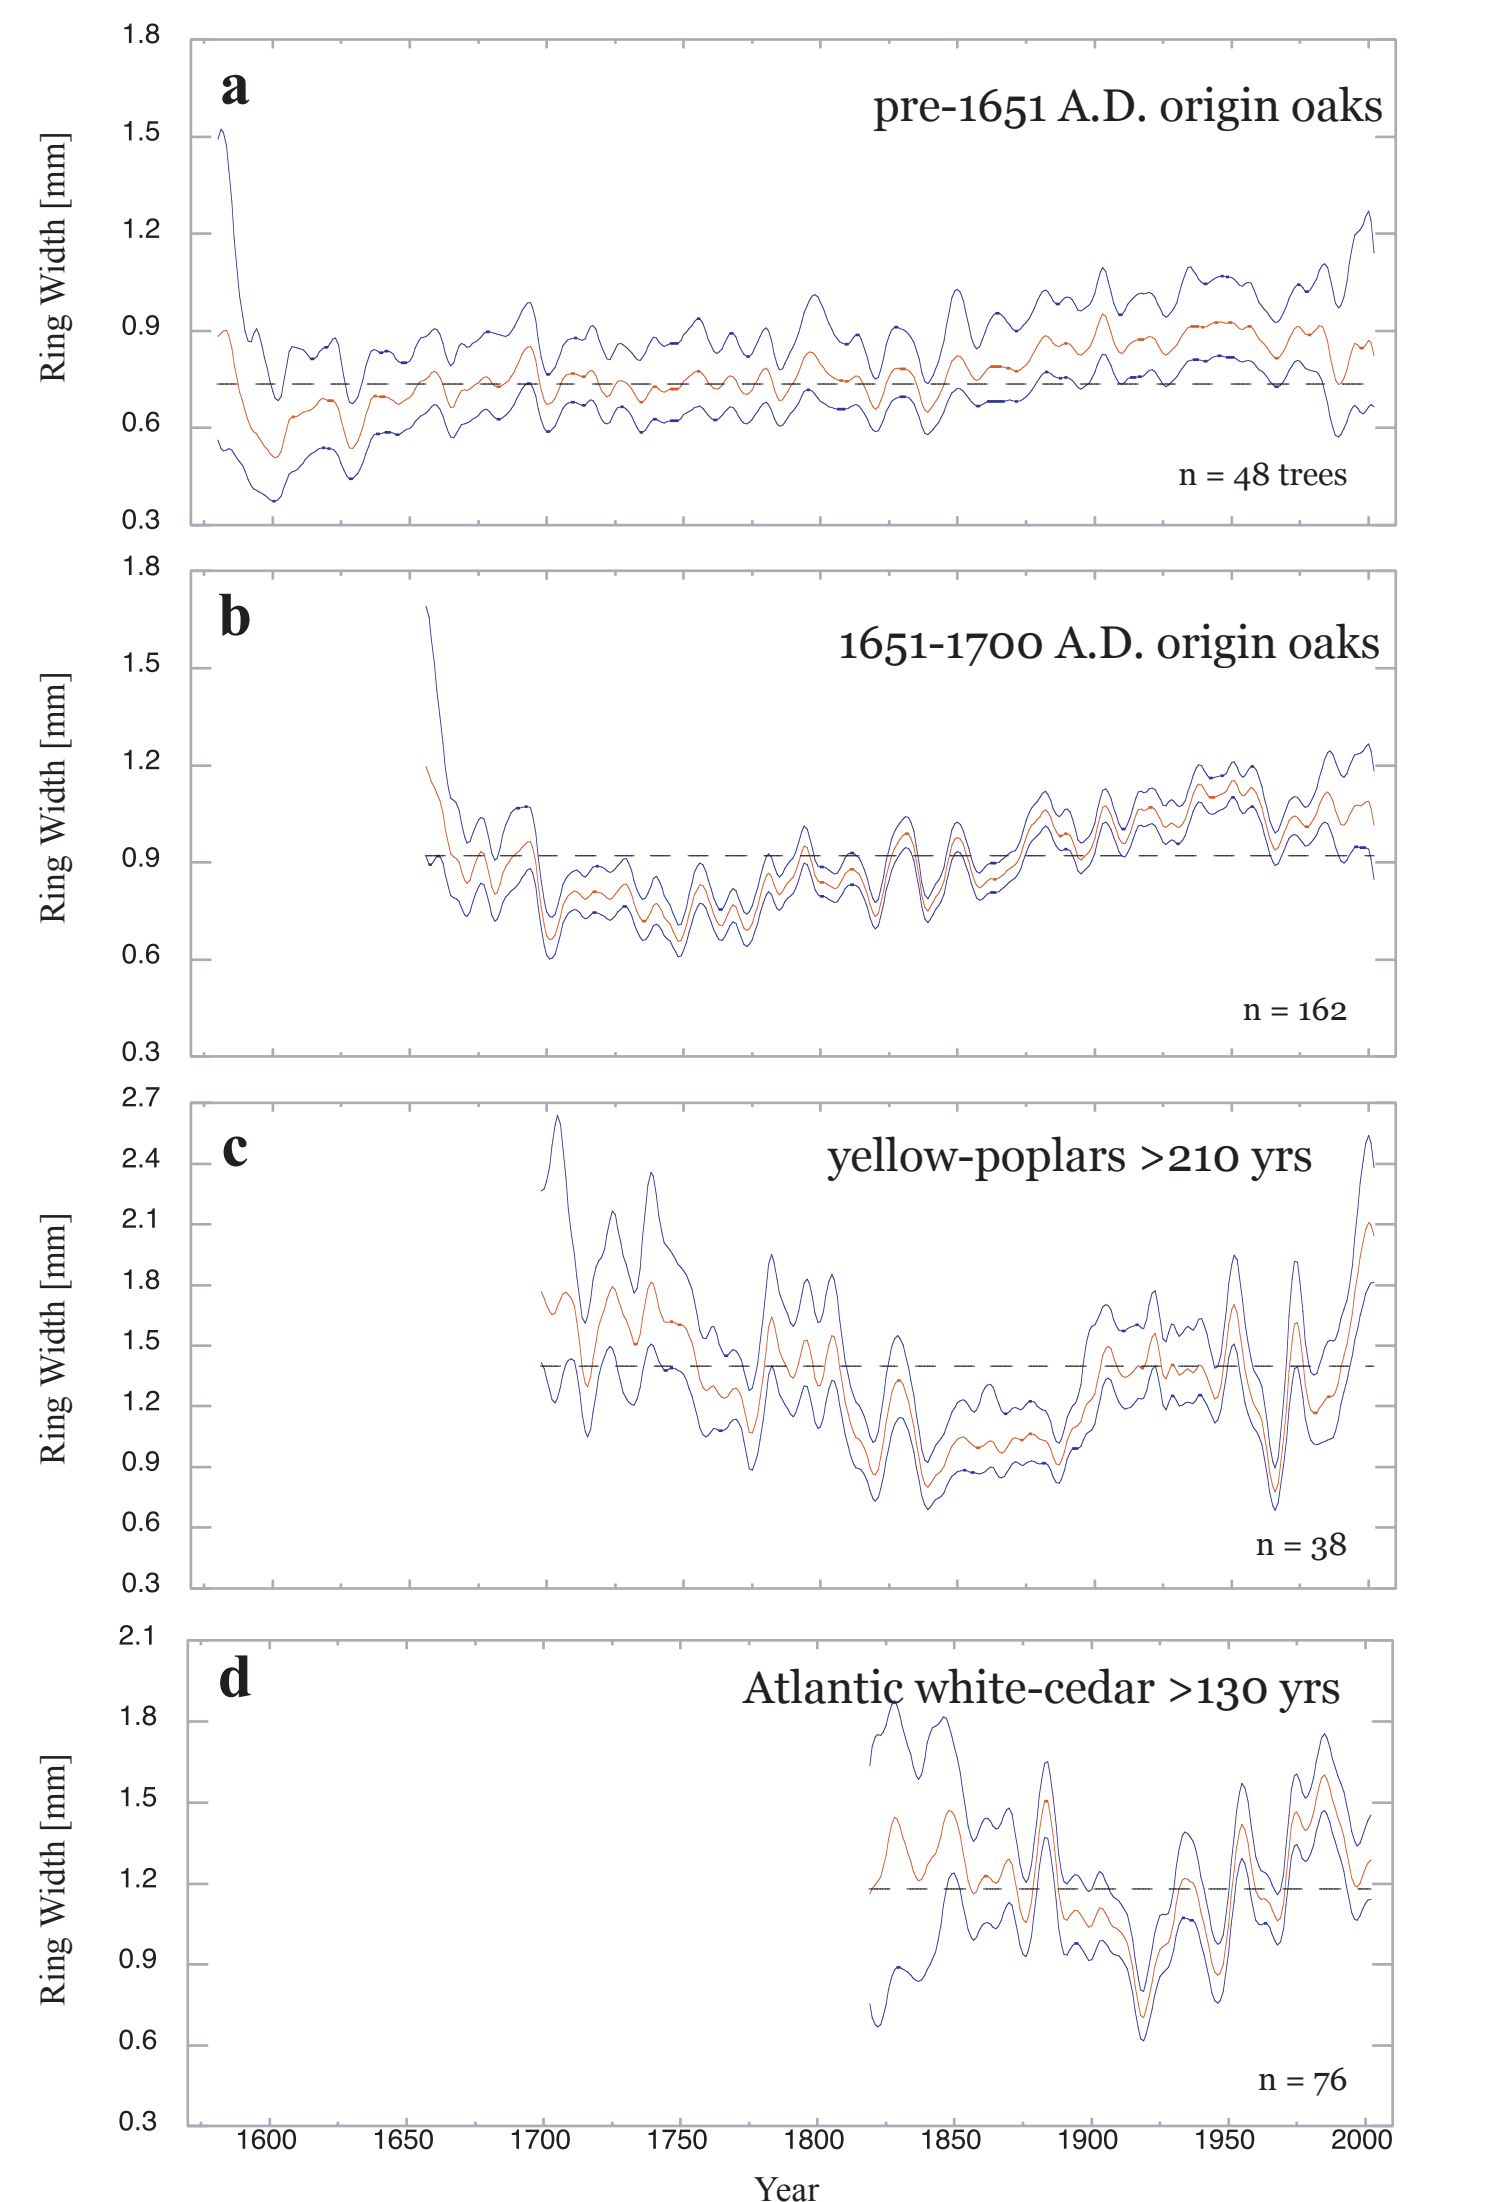 1.8
a
pre-1651 A.D. origin oaks
1.5
1.2
0.9
0.6
0.3
Ring Width [mm]
n = 48 trees
1.8
b
1651-1700 A.D. origin oaks
1.5
1.2
0.9
0.6
0.3
Ring Width [mm]
n = 162
2.7
c
yellow-poplars >210 yrs
2.4
2.1
1.8
1.5
1.2
0.9
0.6
0.3
Ring Width [mm]
n = 38
2.1
d
Atlantic white-cedar >130 yrs
1.8
1.5
1.2
0.9
0.6
0.3
Ring Width [mm]
n = 76
1600 1650 1700 1750 1800 1850 1900 1950 2000
Year